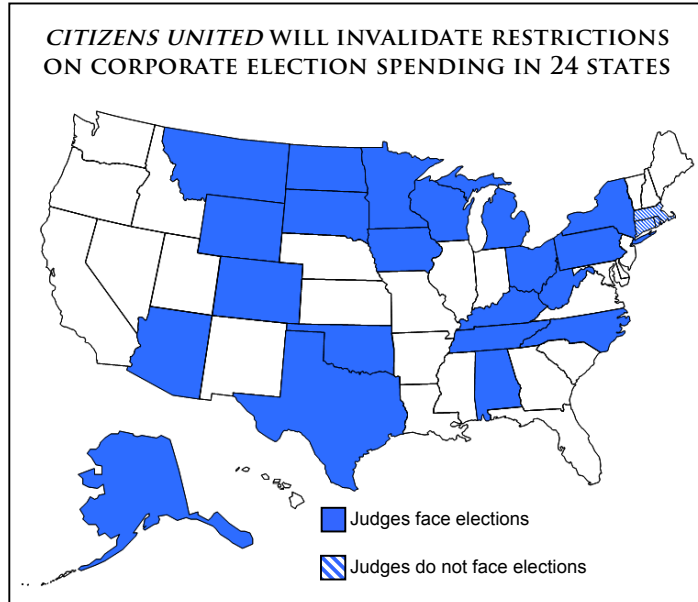 CITIZENS UNITED WILL INVALIDATE RESTRICTIONS
ON CORPORATE ELECTION SPENDING IN 24 STATES
Judges face elections
Judges do not face elections